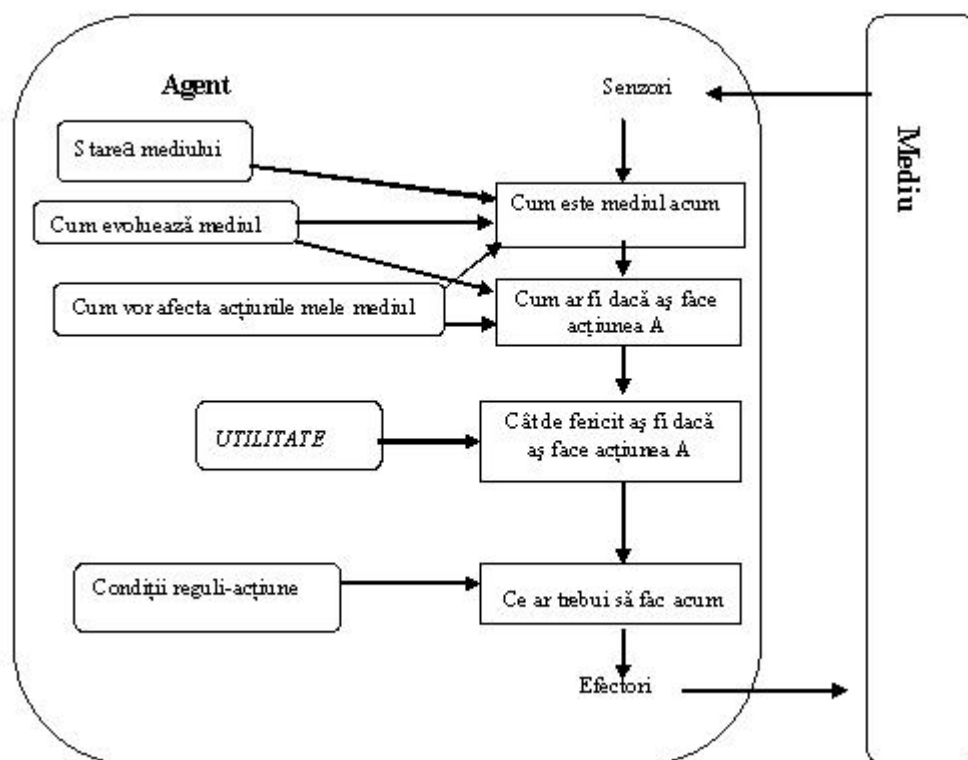 Agent
Senzori
Mediu
Starea mediului
Cum este mediul acum
Cum evoluează mediul
Cum vor afecta acţiunile mele mediul
Cum ar fi dacă aş face
acţiunea A
UTILITATE
Cât de fericit aş fi dacă
aş face acţiunea A
Condiţii reguli-acţiune
Ce ar trebui să fac acum
Efectori